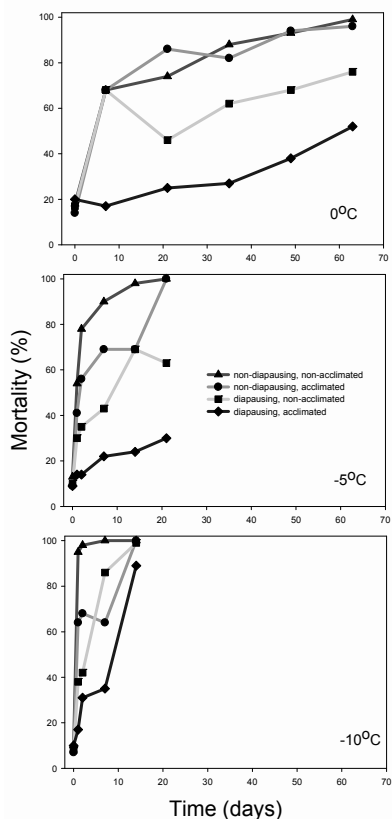 100
80
60
40
20
0
0 10 20 30 40 50 60 70
0°C
Mortality (%)
100
80
60
40
20
0
non-diapausing, non-acclimated
non-diapausing, acclimated
diapausing, non-acclimated
diapausing, acclimated
-5°C
0 10 20 30 40 50 60 70
100
80
60
40
20
0
-10°C
0 10 20 30 40 50 60 70
Time (days)